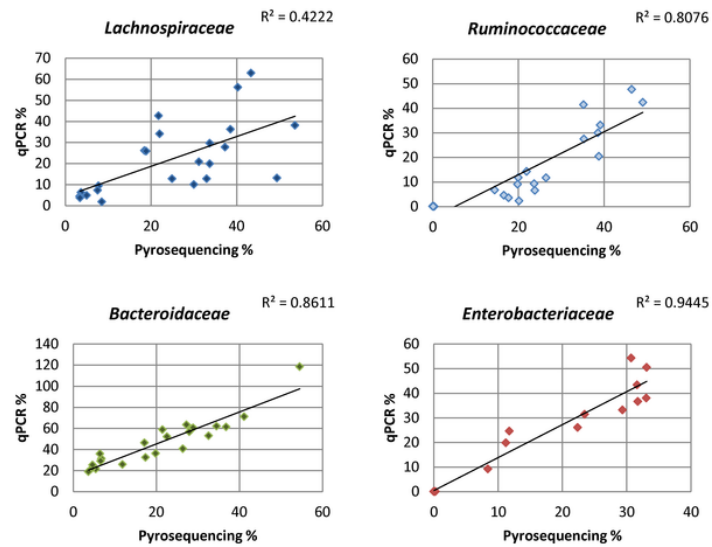 Lachnospiraceae
R² = 0.4222
70
60
50
40
30
20
10
0
qPCR %
0 20 40 60
Pyrosequencing %
Ruminococcaceae
R² = 0.8076
60
50
40
30
20
10
0
qPCR %
0 20 40 60
Pyrosequencing %
Bacteroidaceae
R² = 0.8611
140
120
100
80
60
40
20
0
qPCR %
0 20 40 60
Pyrosequencing %
Enterobacteriaceae
R² = 0.9445
60
50
40
30
20
10
0
qPCR %
0 10 20 30 40
Pyrosequencing %